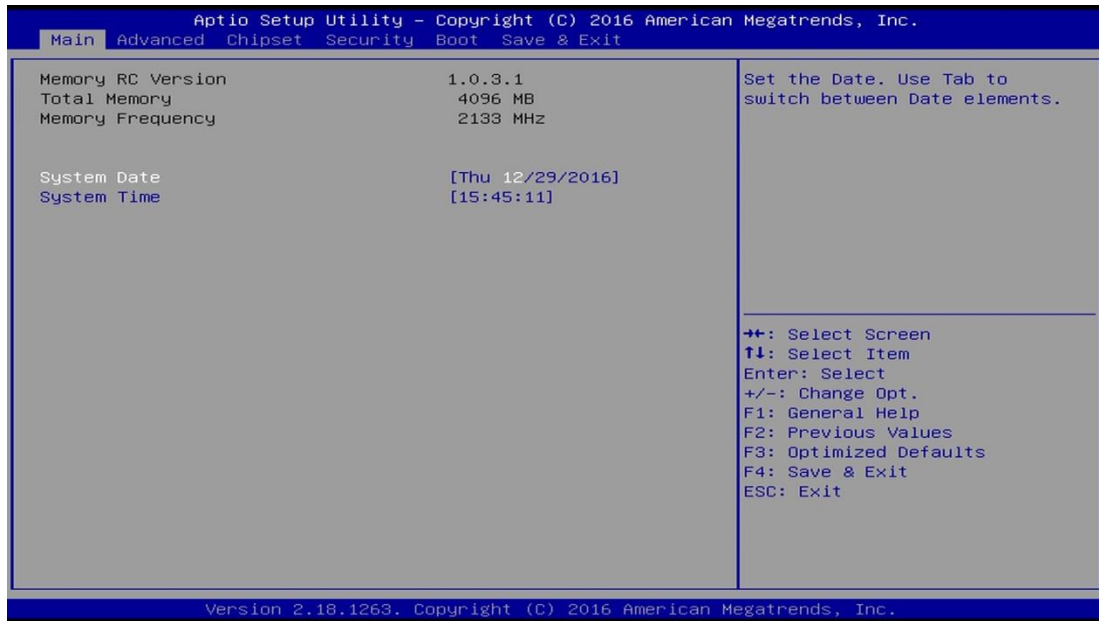 Aptio Setup Utility – Copyright (C) 2016 American Megatrends, Inc.
Main Advanced Chipset Security Boot Save & Exit
Memory RC Version 1.0.3.1
Total Memory 4096 MB
Memory Frequency 2133 MHz
System Date [Thu 12/29/2016]
System Time [15:45:11]
Set the Date. Use Tab to
switch between Date elements.
→←: Select Screen
↑↓: Select Item
Enter: Select
+/-: Change Opt.
F1: General Help
F2: Previous Values
F3: Optimized Defaults
F4: Save & Exit
ESC: Exit
Version 2.18.1263. Copyright (C) 2016 American Megatrends, Inc.